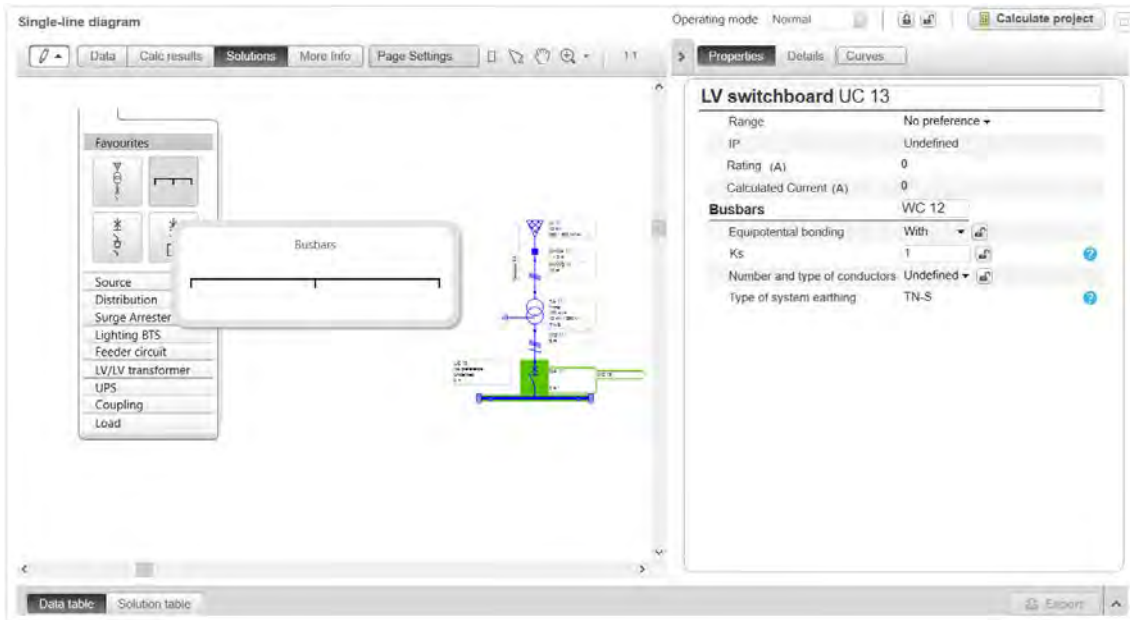 Single-line diagram
Operating mode Normal
Calculate project
Data Calc results Solutions More Info Page Settings 1:1
Properties Details Curves
Favourites
Busbars
Source
Distribution
Surge Arrester
Lighting BTS
Feeder circuit
LV/LV transformer
UPS
Coupling
Load
LV switchboard UC 13
Range No preference
IP Undefined
Rating (A) 0
Calculated Current (A) 0
Busbars WC 12
Equipotential bonding With
Ks 1
Number and type of conductors Undefined
Type of system earthing TN-S
Data table Solution table
Export